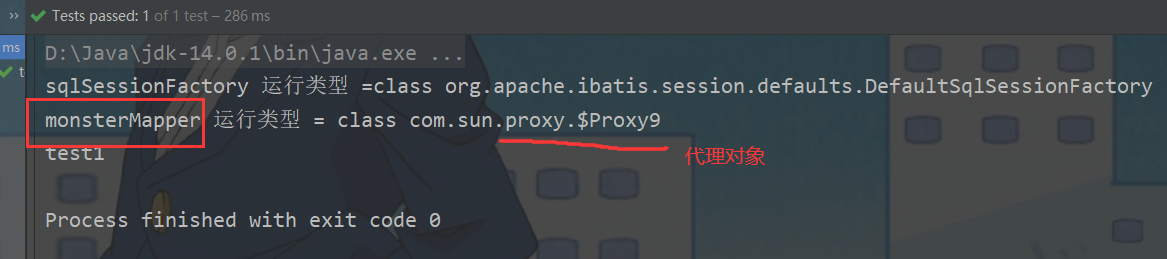 Tests passed: 1 of 1 test – 286 ms
ms
D:\Java\jdk-14.0.1\bin\java.exe ...
sqlSessionFactory 运行类型 =class org.apache.ibatis.session.defaults.DefaultSqlSessionFactory
monsterMapper 运行类型 = class com.sun.proxy.$Proxy9
代理对象
test1
Process finished with exit code 0